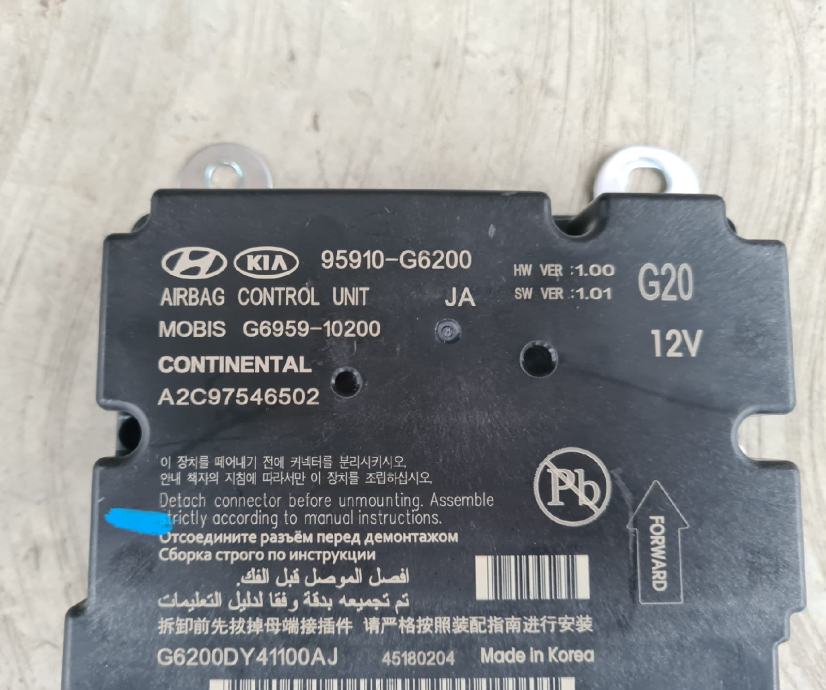 HYUNDAI KIA 95910-G6200 HW VER :1.00 G20
AIRBAG CONTROL UNIT JA SW VER :1.01
MOBIS G6959-10200 12V
CONTINENTAL
A2C97546502
이 장치를 떼어내기 전에 커넥터를 분리시키시오.
안내 책자의 지침에 따라서만 이 장치를 조립하십시오.
Detach connector before unmounting. Assemble
strictly according to manual instructions.
Отсоедините разъём перед демонтажом
Сборка строго по инструкции
افصل الموصل قبل الفك.
تم تجميعه بدقة وفقا لدليل التعليمات
拆卸前先拔掉母端接插件 请严格按照装配指南进行安装
G6200DY41100AJ 45180204 Made in Korea
Pb
FORWARD